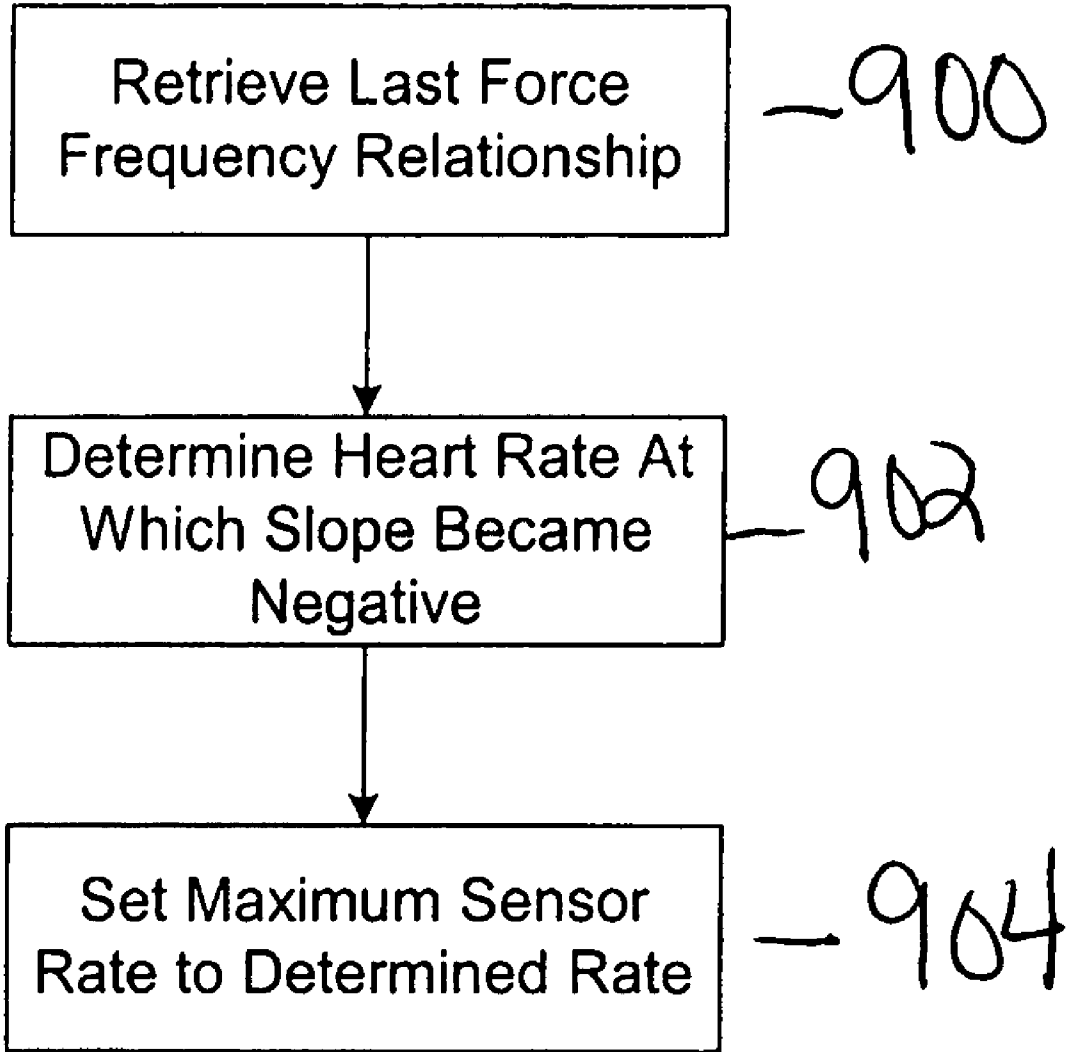 Retrieve Last Force
Frequency Relationship
900
Determine Heart Rate At
Which Slope Became
Negative
902
Set Maximum Sensor
Rate to Determined Rate
904